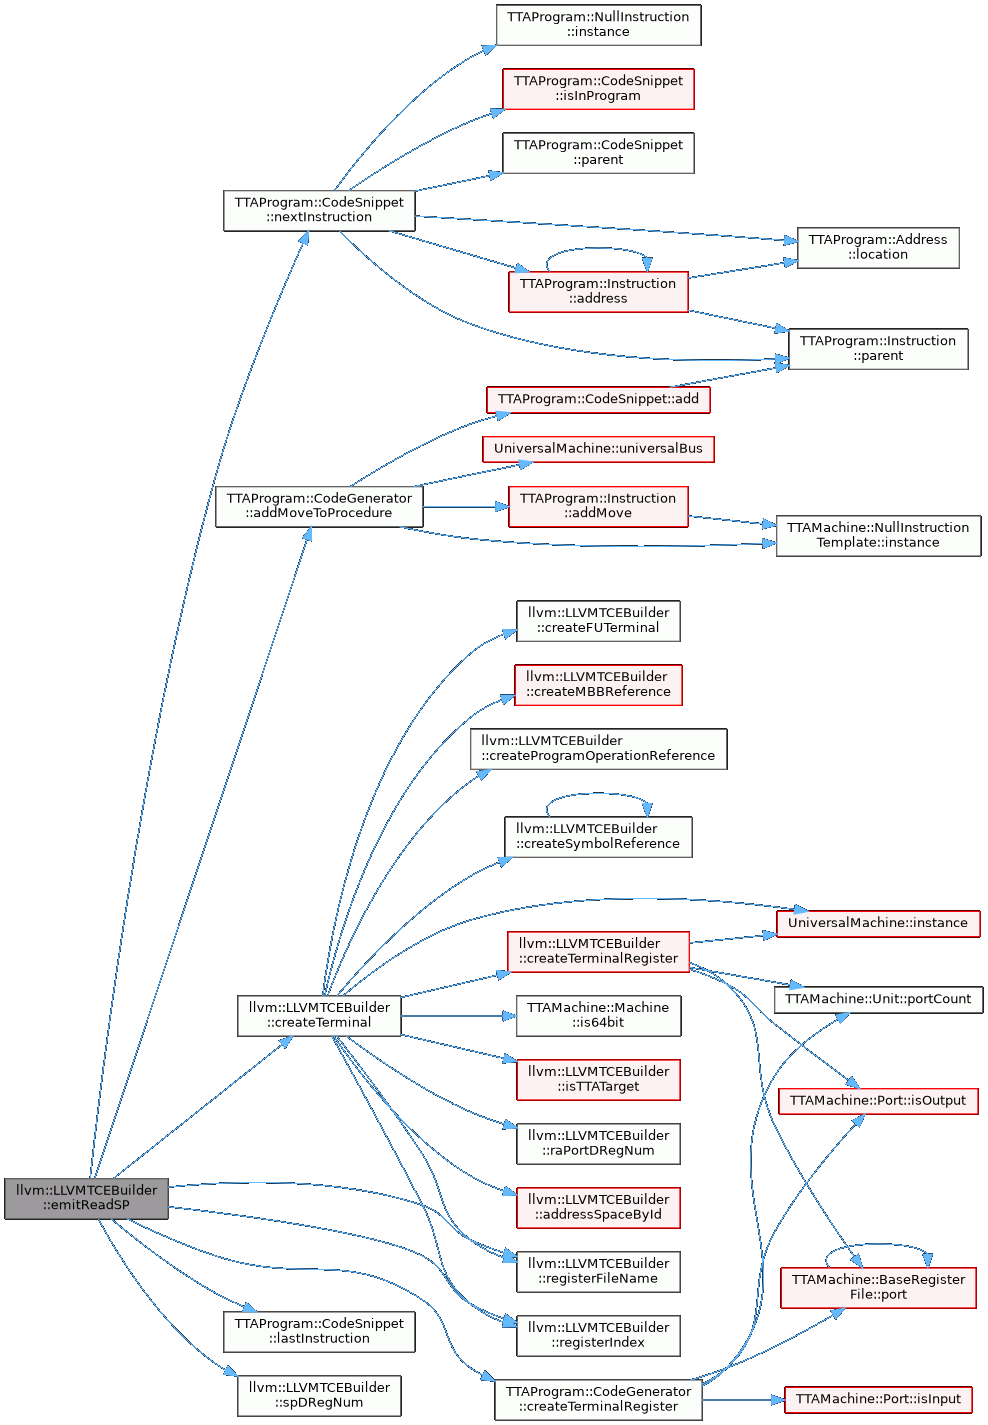 TTAProgram::NullInstruction
::instance
TTAProgram::CodeSnippet
::isInProgram
TTAProgram::CodeSnippet
::parent
TTAProgram::CodeSnippet
::nextInstruction
TTAProgram::Address
::location
TTAProgram::Instruction
::address
TTAProgram::Instruction
::parent
TTAProgram::CodeSnippet::add
UniversalMachine::universalBus
TTAProgram::CodeGenerator
::addMoveToProcedure
TTAProgram::Instruction
::addMove
TTAMachine::NullInstruction
Template::instance
llvm::LLVMTCEBuilder
::createFUTerminal
llvm::LLVMTCEBuilder
::createMBBReference
llvm::LLVMTCEBuilder
::createProgramOperationReference
llvm::LLVMTCEBuilder
::createSymbolReference
UniversalMachine::instance
llvm::LLVMTCEBuilder
::createTerminalRegister
TTAMachine::Unit::portCount
llvm::LLVMTCEBuilder
::createTerminal
TTAMachine::Machine
::is64bit
llvm::LLVMTCEBuilder
::isTTATarget
TTAMachine::Port::isOutput
llvm::LLVMTCEBuilder
::raPortDRegNum
llvm::LLVMTCEBuilder
::emitReadSP
llvm::LLVMTCEBuilder
::addressSpaceById
llvm::LLVMTCEBuilder
::registerFileName
TTAMachine::BaseRegister
File::port
TTAProgram::CodeSnippet
::lastInstruction
llvm::LLVMTCEBuilder
::registerIndex
llvm::LLVMTCEBuilder
::spDRegNum
TTAProgram::CodeGenerator
::createTerminalRegister
TTAMachine::Port::isInput